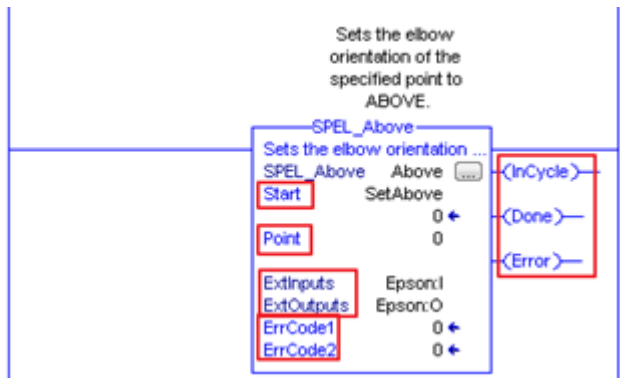 Sets the elbow
orientation of the
specified point to
ABOVE.
SPEL_Above
Sets the elbow orientation ...
SPEL_Above Above ...
(InCycle)
Start SetAbove
0
(Done)
Point 0
(Error)
ExtInputs Epson:I
ExtOutputs Epson:O
ErrCode1 0
ErrCode2 0